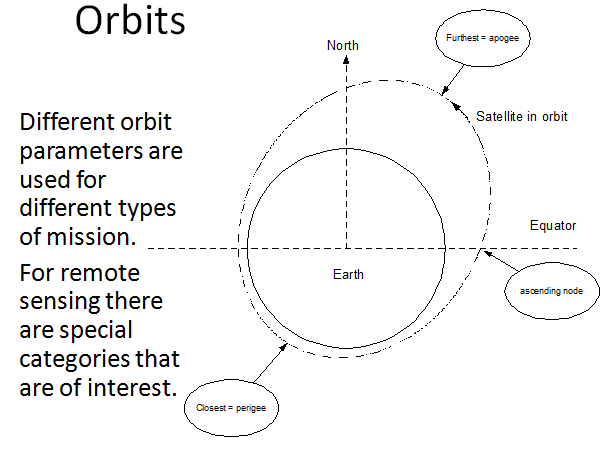 Orbits
Different orbit
parameters are
used for
different types
of mission.
For remote
sensing there
are special
categories that
are of interest.
North
Furthest = apogee
Satellite in orbit
Equator
Earth
ascending node
Closest = perigee